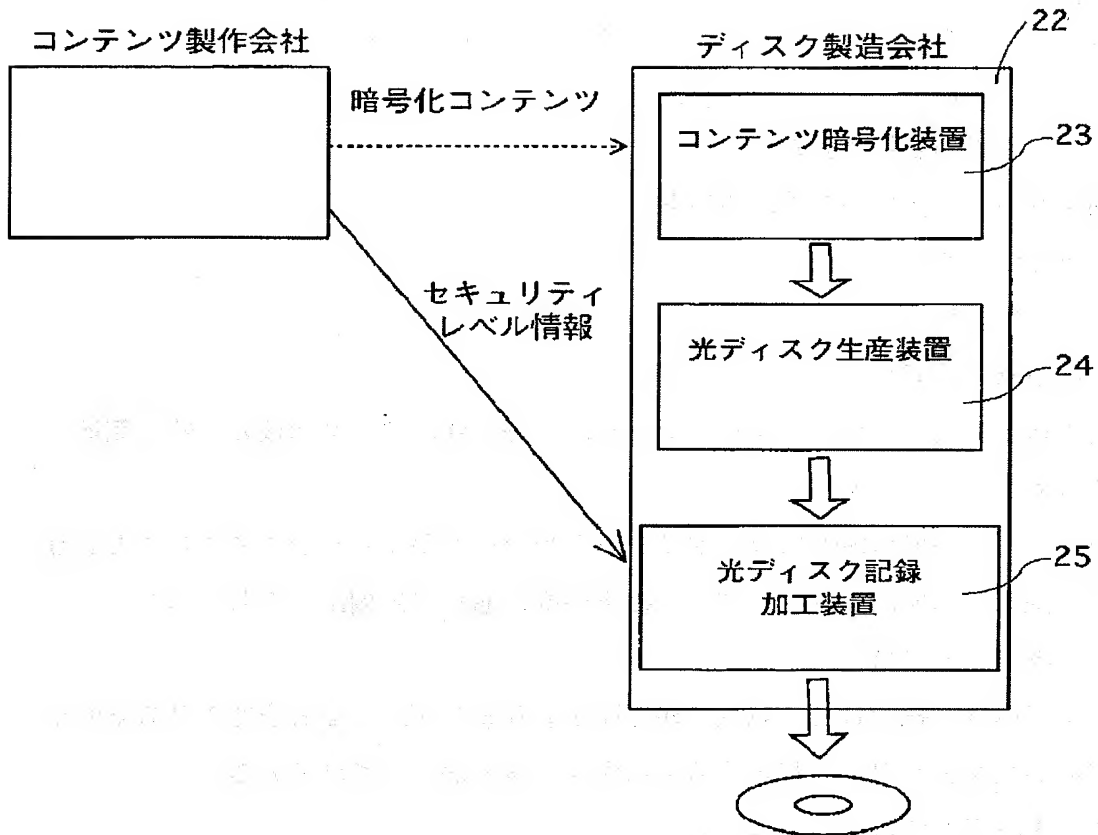 コンテンツ製作会社
ディスク製造会社
22
暗号化コンテンツ
コンテンツ暗号化装置
23
セキュリティ
レベル情報
光ディスク生産装置
24
光ディスク記録
加工装置
25